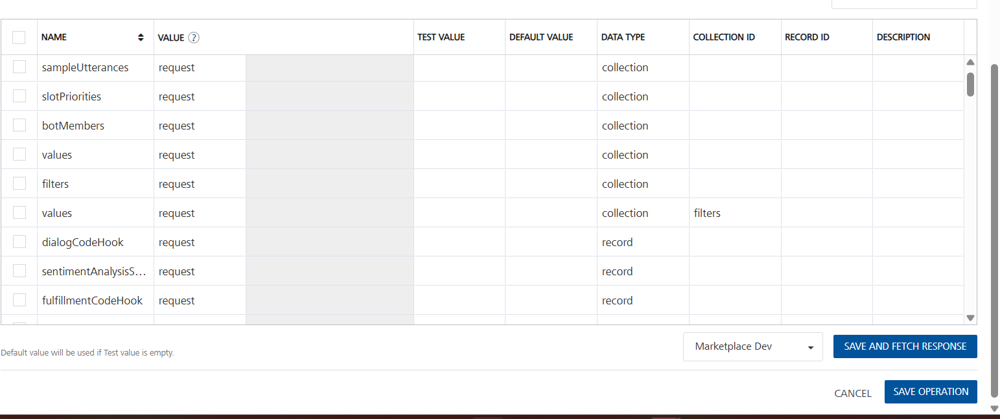 NAME VALUE ? TEST VALUE DEFAULT VALUE DATA TYPE COLLECTION ID RECORD ID DESCRIPTION
sampleUtterances request collection
slotPriorities request collection
botMembers request collection
values request collection
filters request collection
values request collection filters
dialogCodeHook request record
sentimentAnalysisS... request record
fulfillmentCodeHook request record
Marketplace Dev SAVE AND FETCH RESPONSE
Default value will be used if Test value is empty.
CANCEL SAVE OPERATION